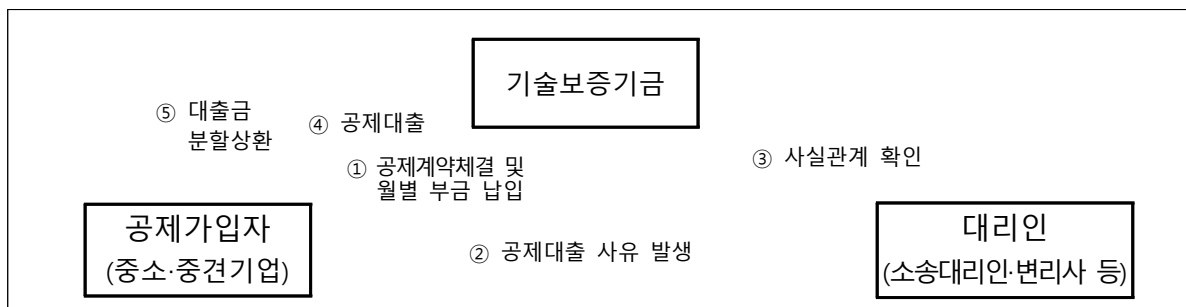 기술보증기금
⑤ 대출금
분할상환
④ 공제대출
① 공제계약체결 및
월별 부금 납입
③ 사실관계 확인
공제가입자
(중소·중견기업)
② 공제대출 사유 발생
대리인
(소송대리인·변리사 등)